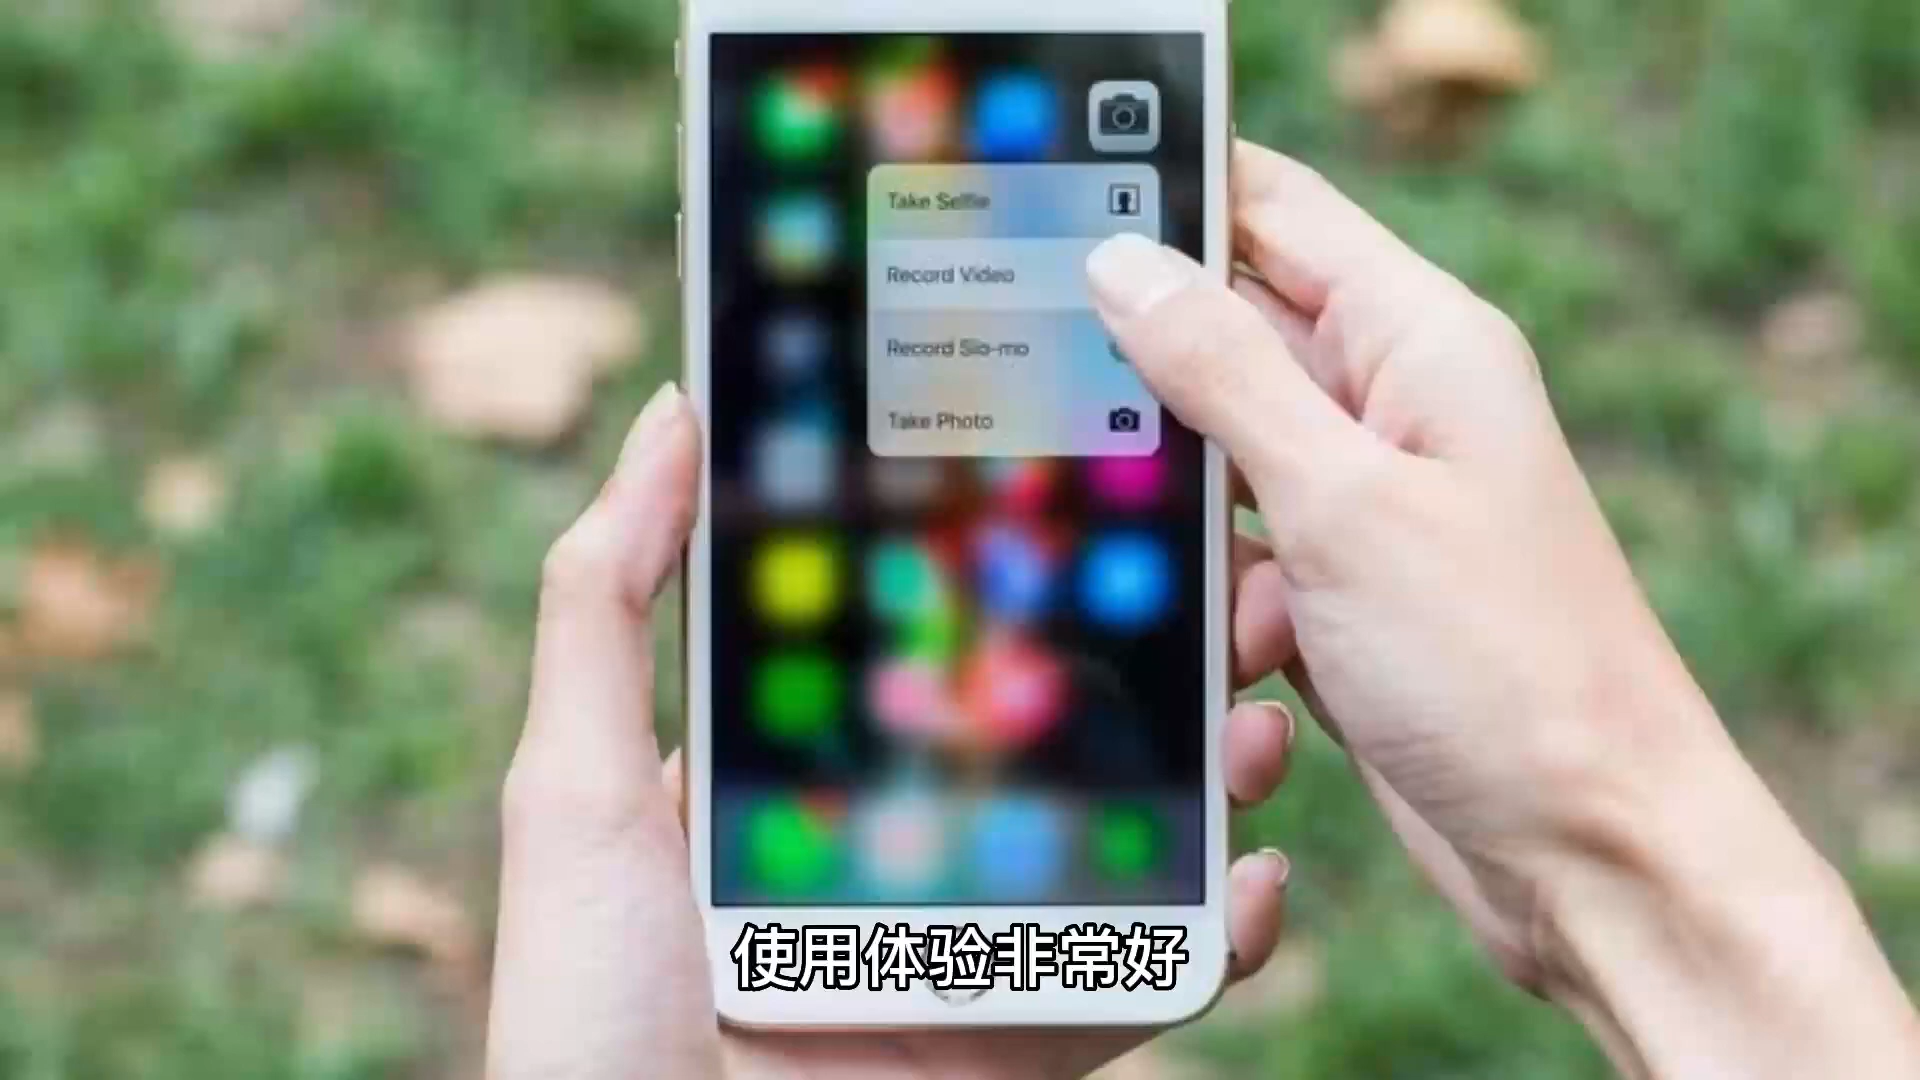 Take Selfie
Record Video
Record Slo-mo
Take Photo
使用体验非常好